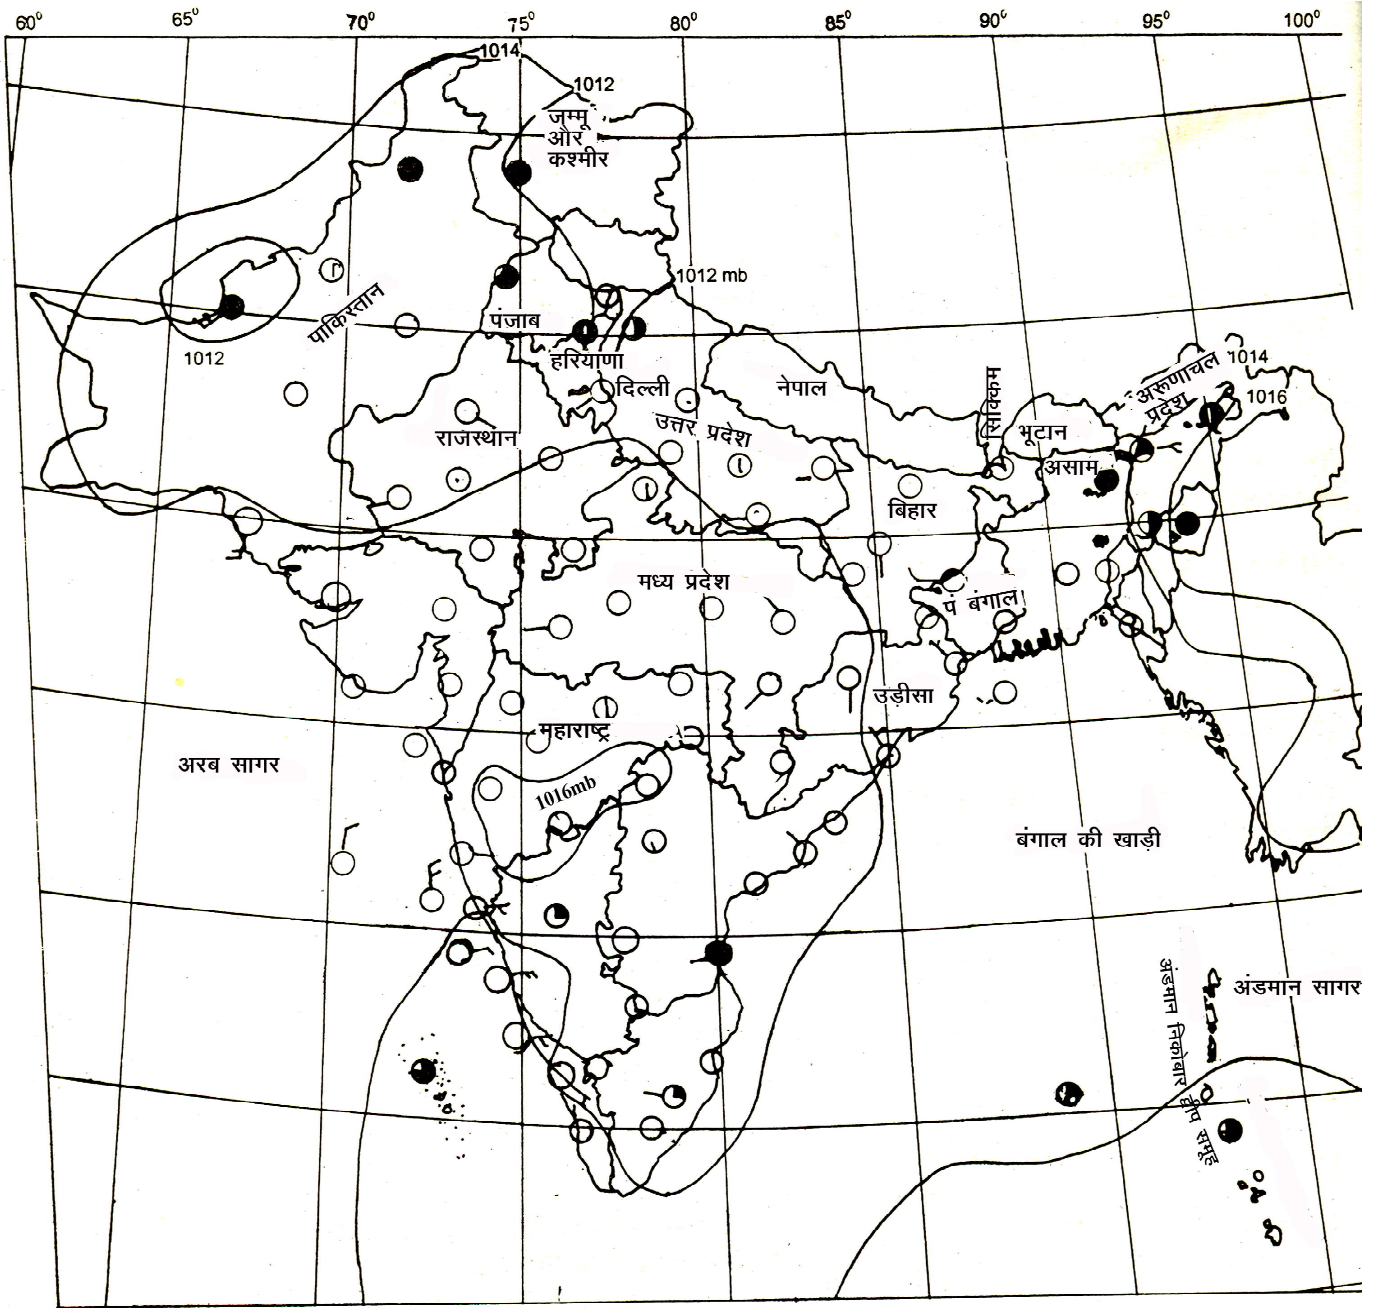 60° 65° 70° 75° 80° 85° 90° 95° 100°
1014
1012
जम्मू
और
कश्मीर
1012 mb
पाकिस्तान
पंजाब
1012
हरियाणा
दिल्ली
नेपाल
सिक्किम
भूटान
अरूणाचल
प्रदेश
1014
1016
राजस्थान
उत्तर प्रदेश
असाम
बिहार
मध्य प्रदेश
पं बंगाल
उड़ीसा
महाराष्ट्र
अरब सागर
1016mb
बंगाल की खाड़ी
अंडमान निकोबार द्वीप समूह
अंडमान सागर